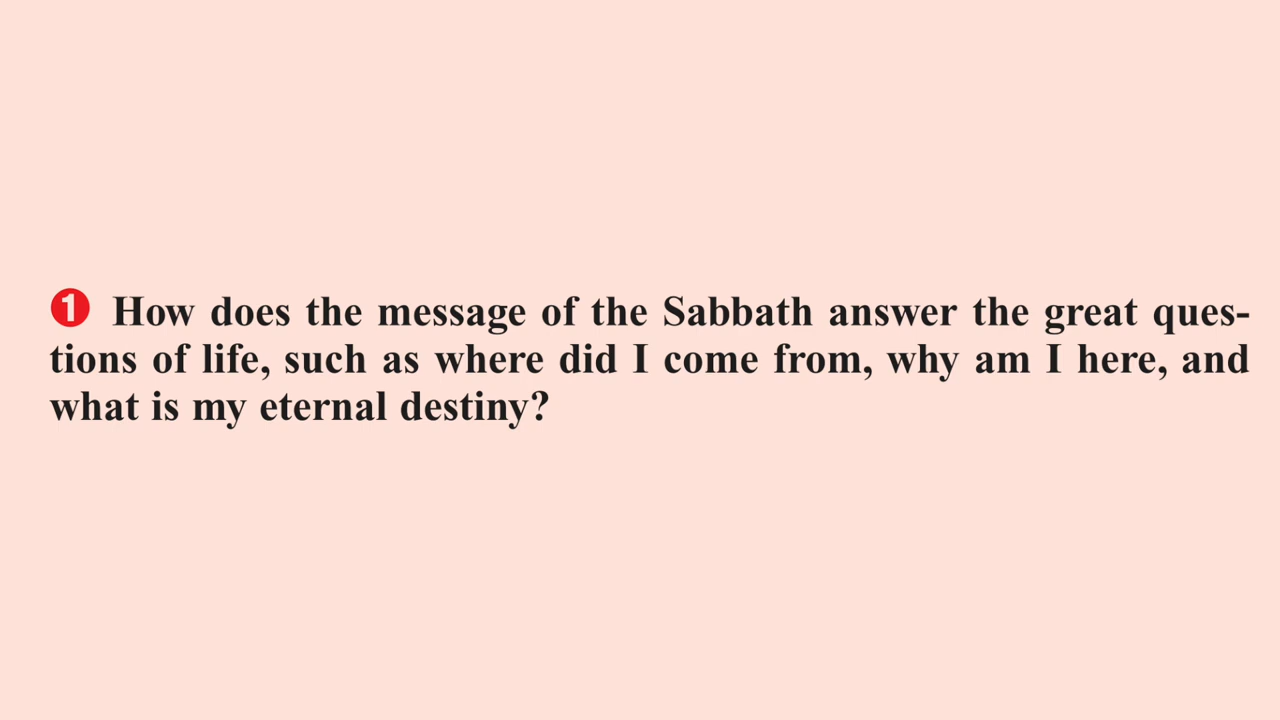 ❶ How does the message of the Sabbath answer the great ques-
tions of life, such as where did I come from, why am I here, and
what is my eternal destiny?